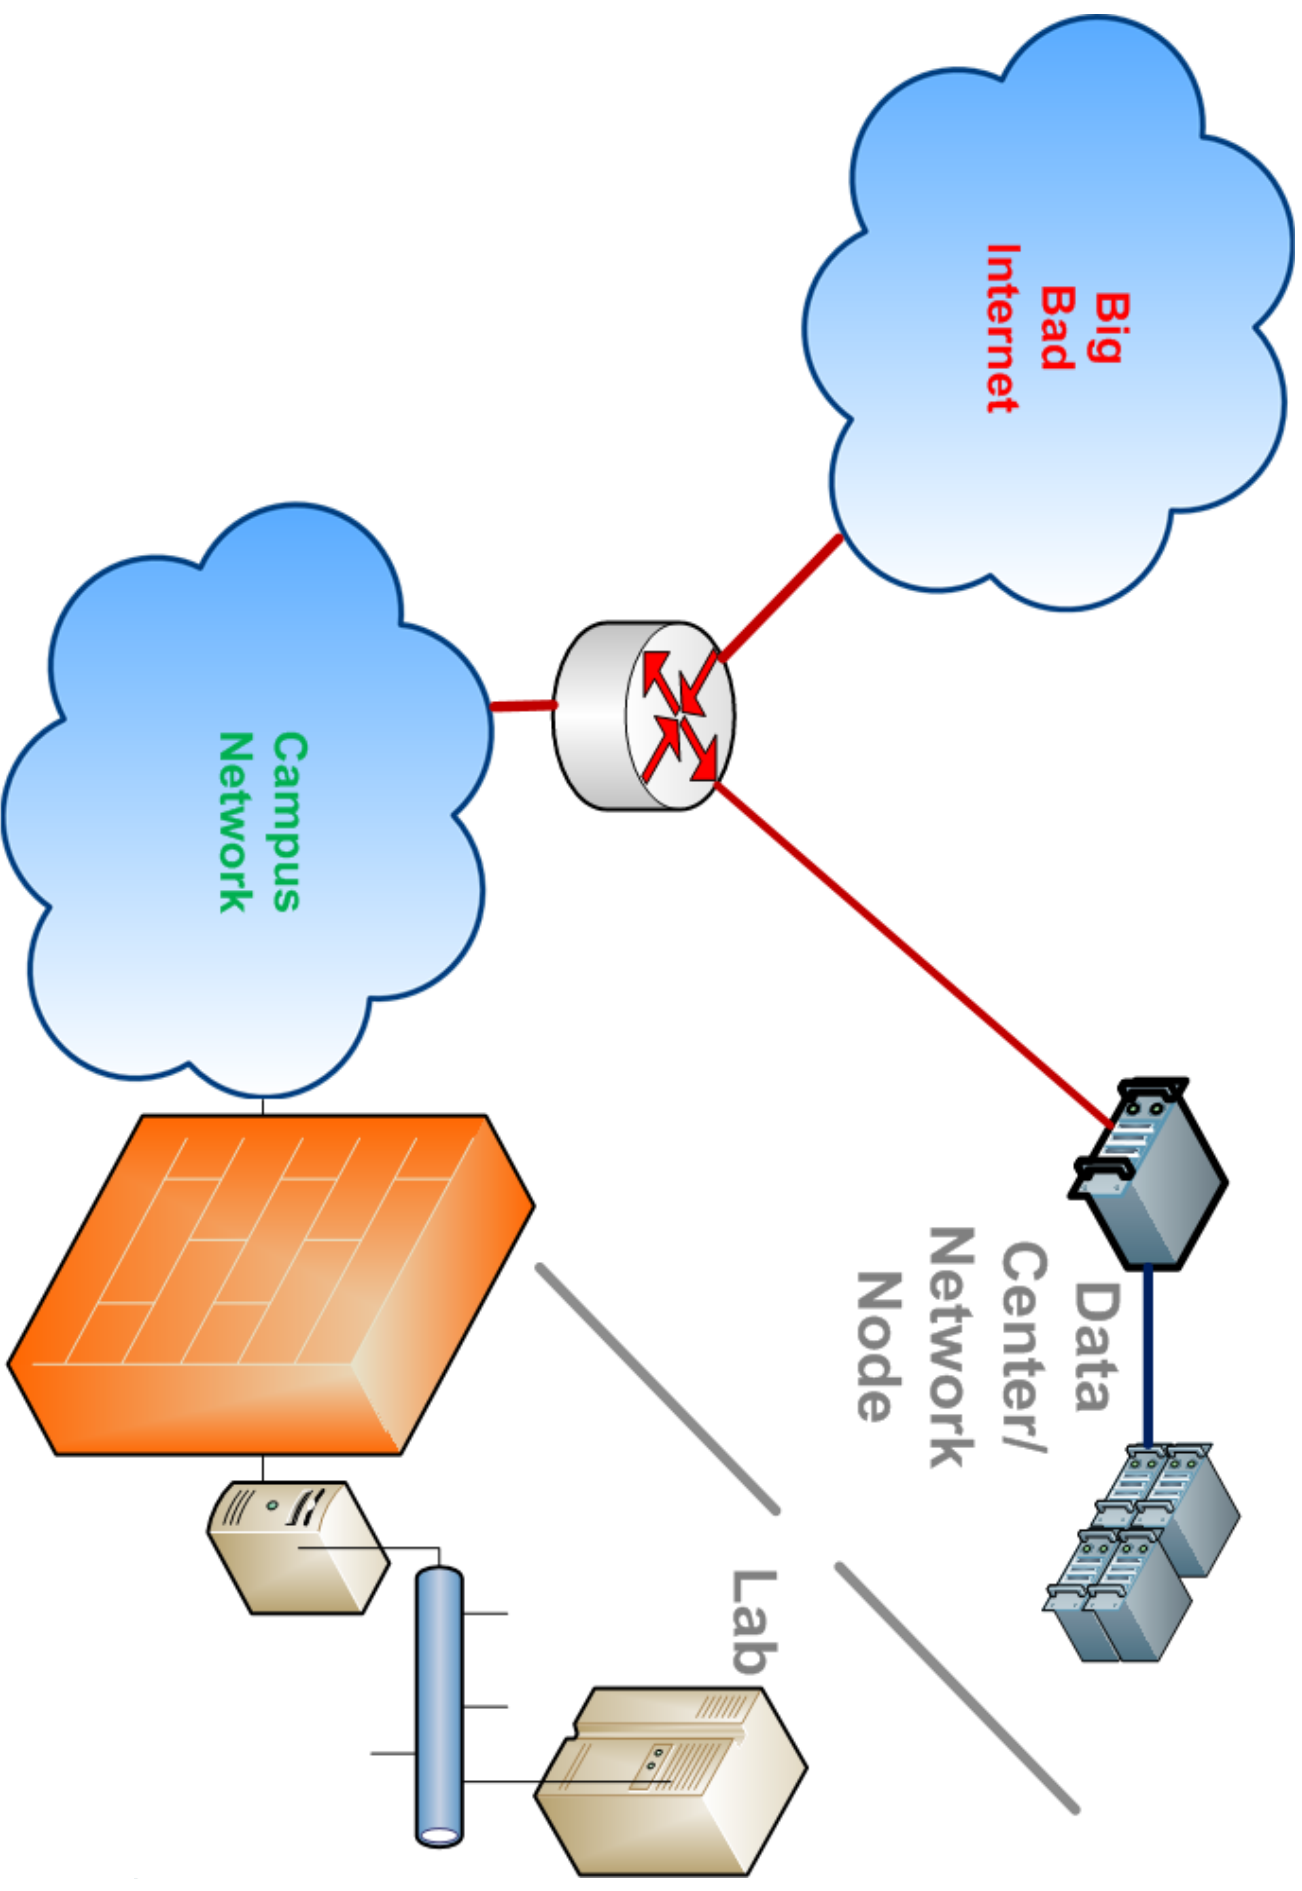 Big
Bad
Internet
Campus
Network
Data
Center/
Network
Node
Lab